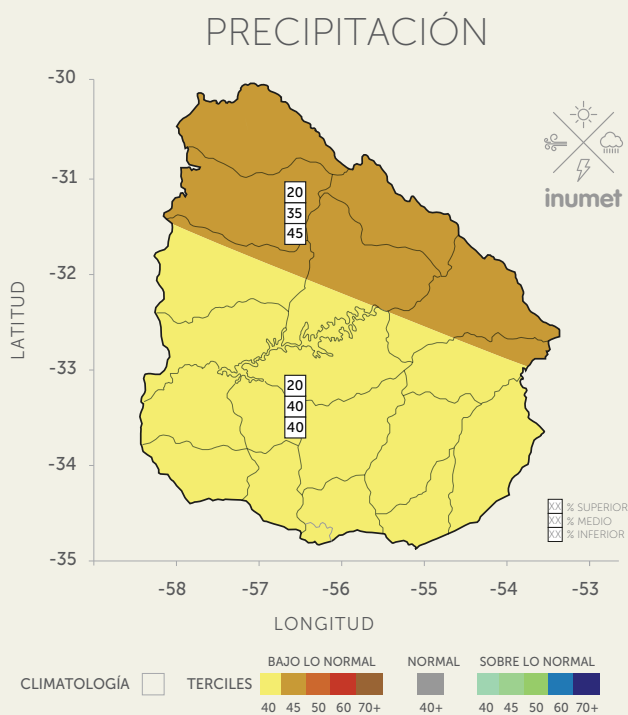 PRECIPITACIÓN
-30
-31
-32
-33
-34
-35
LATITUD
20
35
45
20
40
40
inumet
XX % SUPERIOR
XX % MEDIO
XX % INFERIOR
-58 -57 -56 -55 -54 -53
LONGITUD
BAJO LO NORMAL NORMAL SOBRE LO NORMAL
CLIMATOLOGÍA TERCILES
40 45 50 60 70+ 40+ 40 45 50 60 70+